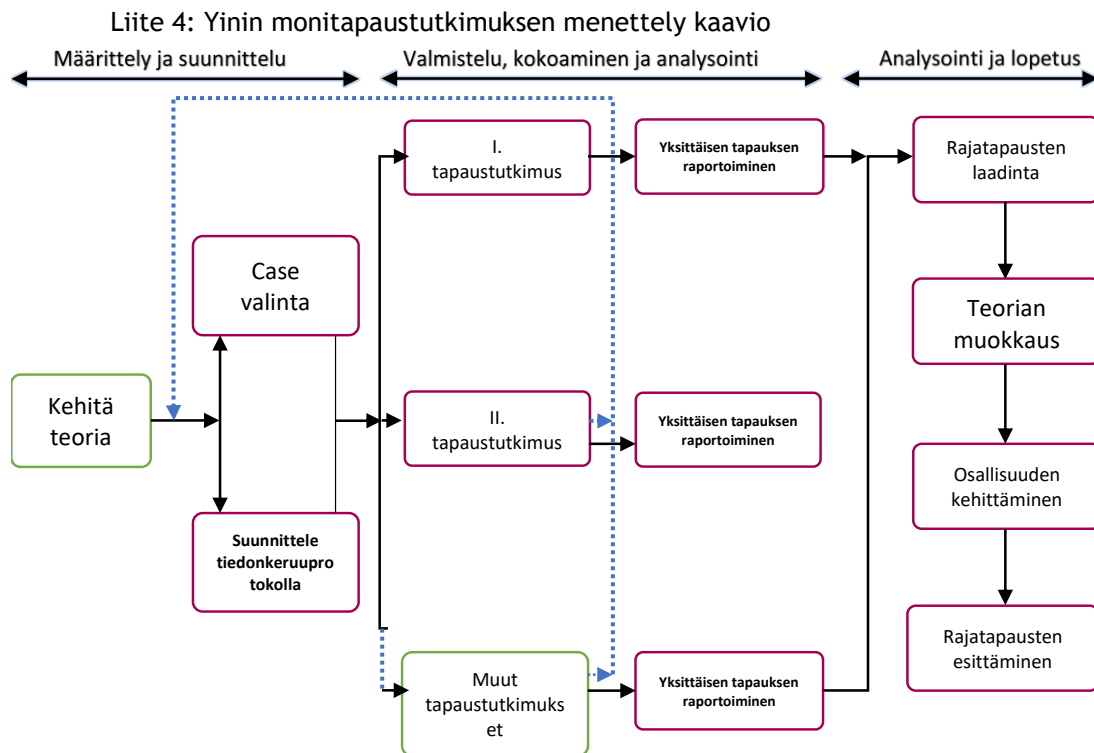 Liite 4: Yinin monitapaustutkimuksen menettely kaavio
Määrittely ja suunnittelu
Valmistelu, kokoaminen ja analysointi
Analysointi ja lopetus
Kehitä
teoria
Case
valinta
Suunnittele
tiedonkeruupro
tokolla
I.
tapaustutkimus
Yksittäisen tapauksen
raportoiminen
II.
tapaustutkimus
Yksittäisen tapauksen
raportoiminen
Muut
tapaustutkimuks
et
Yksittäisen tapauksen
raportoiminen
Rajatapausten
laadinta
Teorian
muokkaus
Osallisuuden
kehittäminen
Rajatapausten
esittäminen